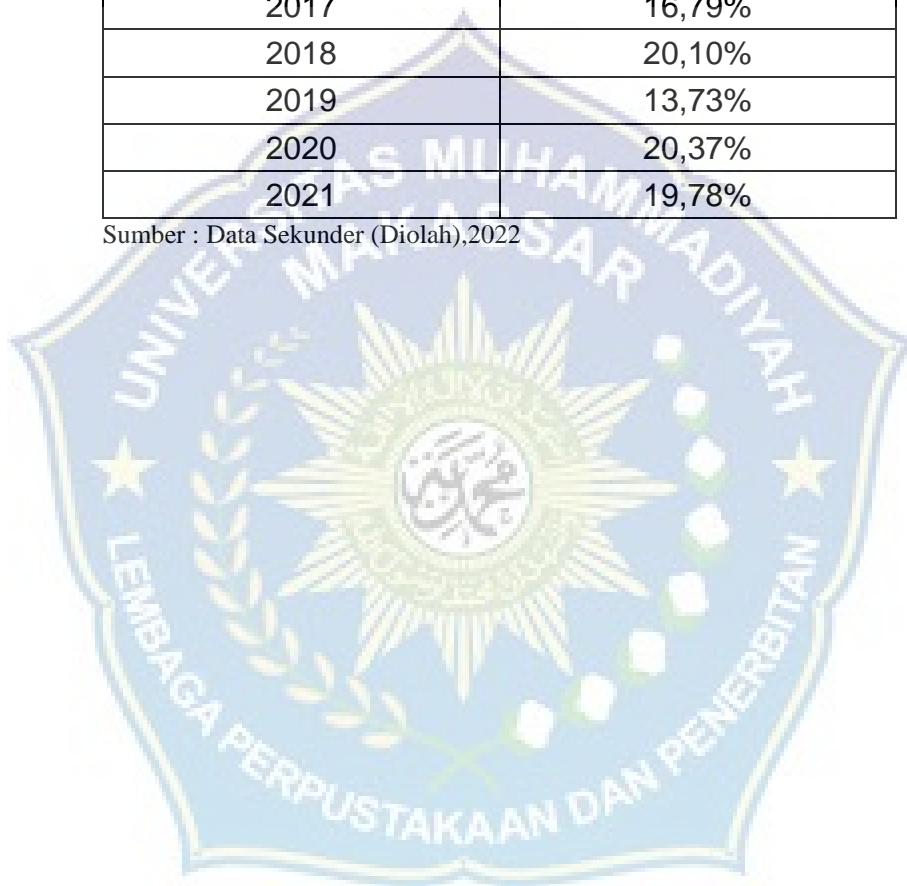 2017 16,79%
2018 20,10%
2019 13,73%
2020 20,37%
2021 19,78%
Sumber : Data Sekunder (Diolah),2022
UNIVERSITAS MUHAMMADIYAH
MAKASSAR
LEMBAGA PERPUSTAKAAN DAN PENERBITAN